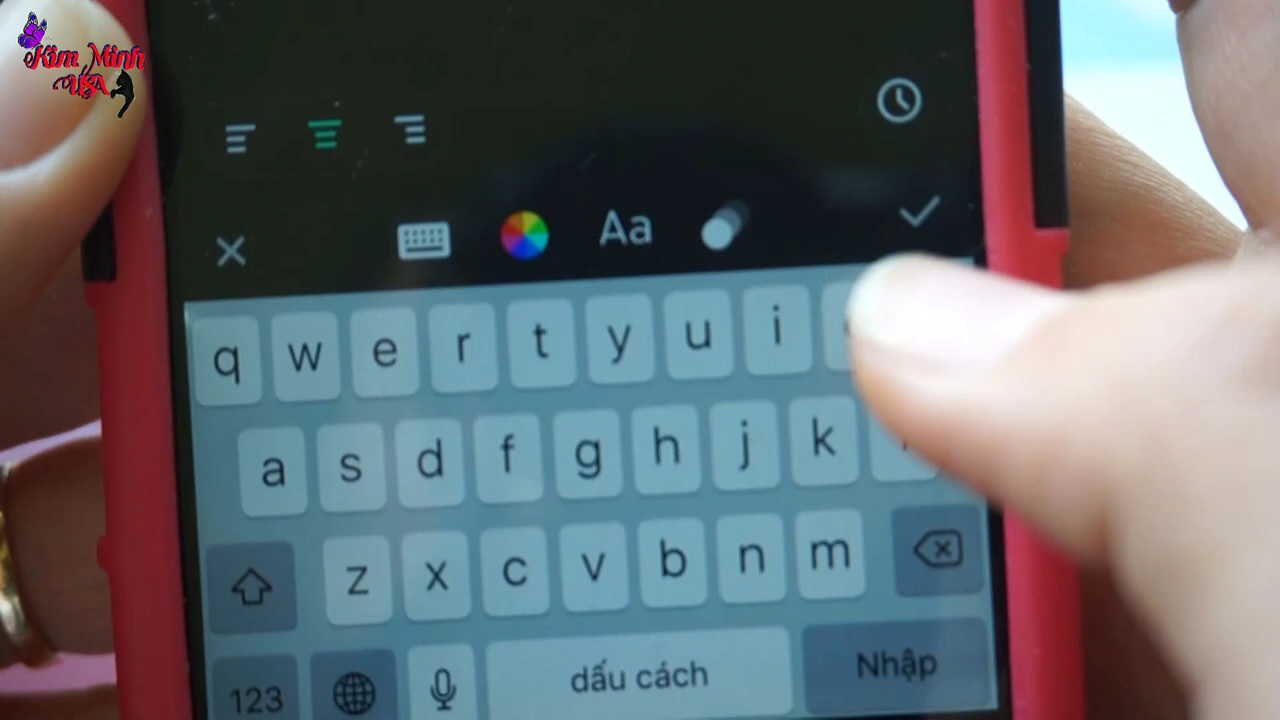 Kim Minh
USA
Aa
q w e r t y u i
a s d f g h j k
z x c v b n m
123 dấu cách Nhập